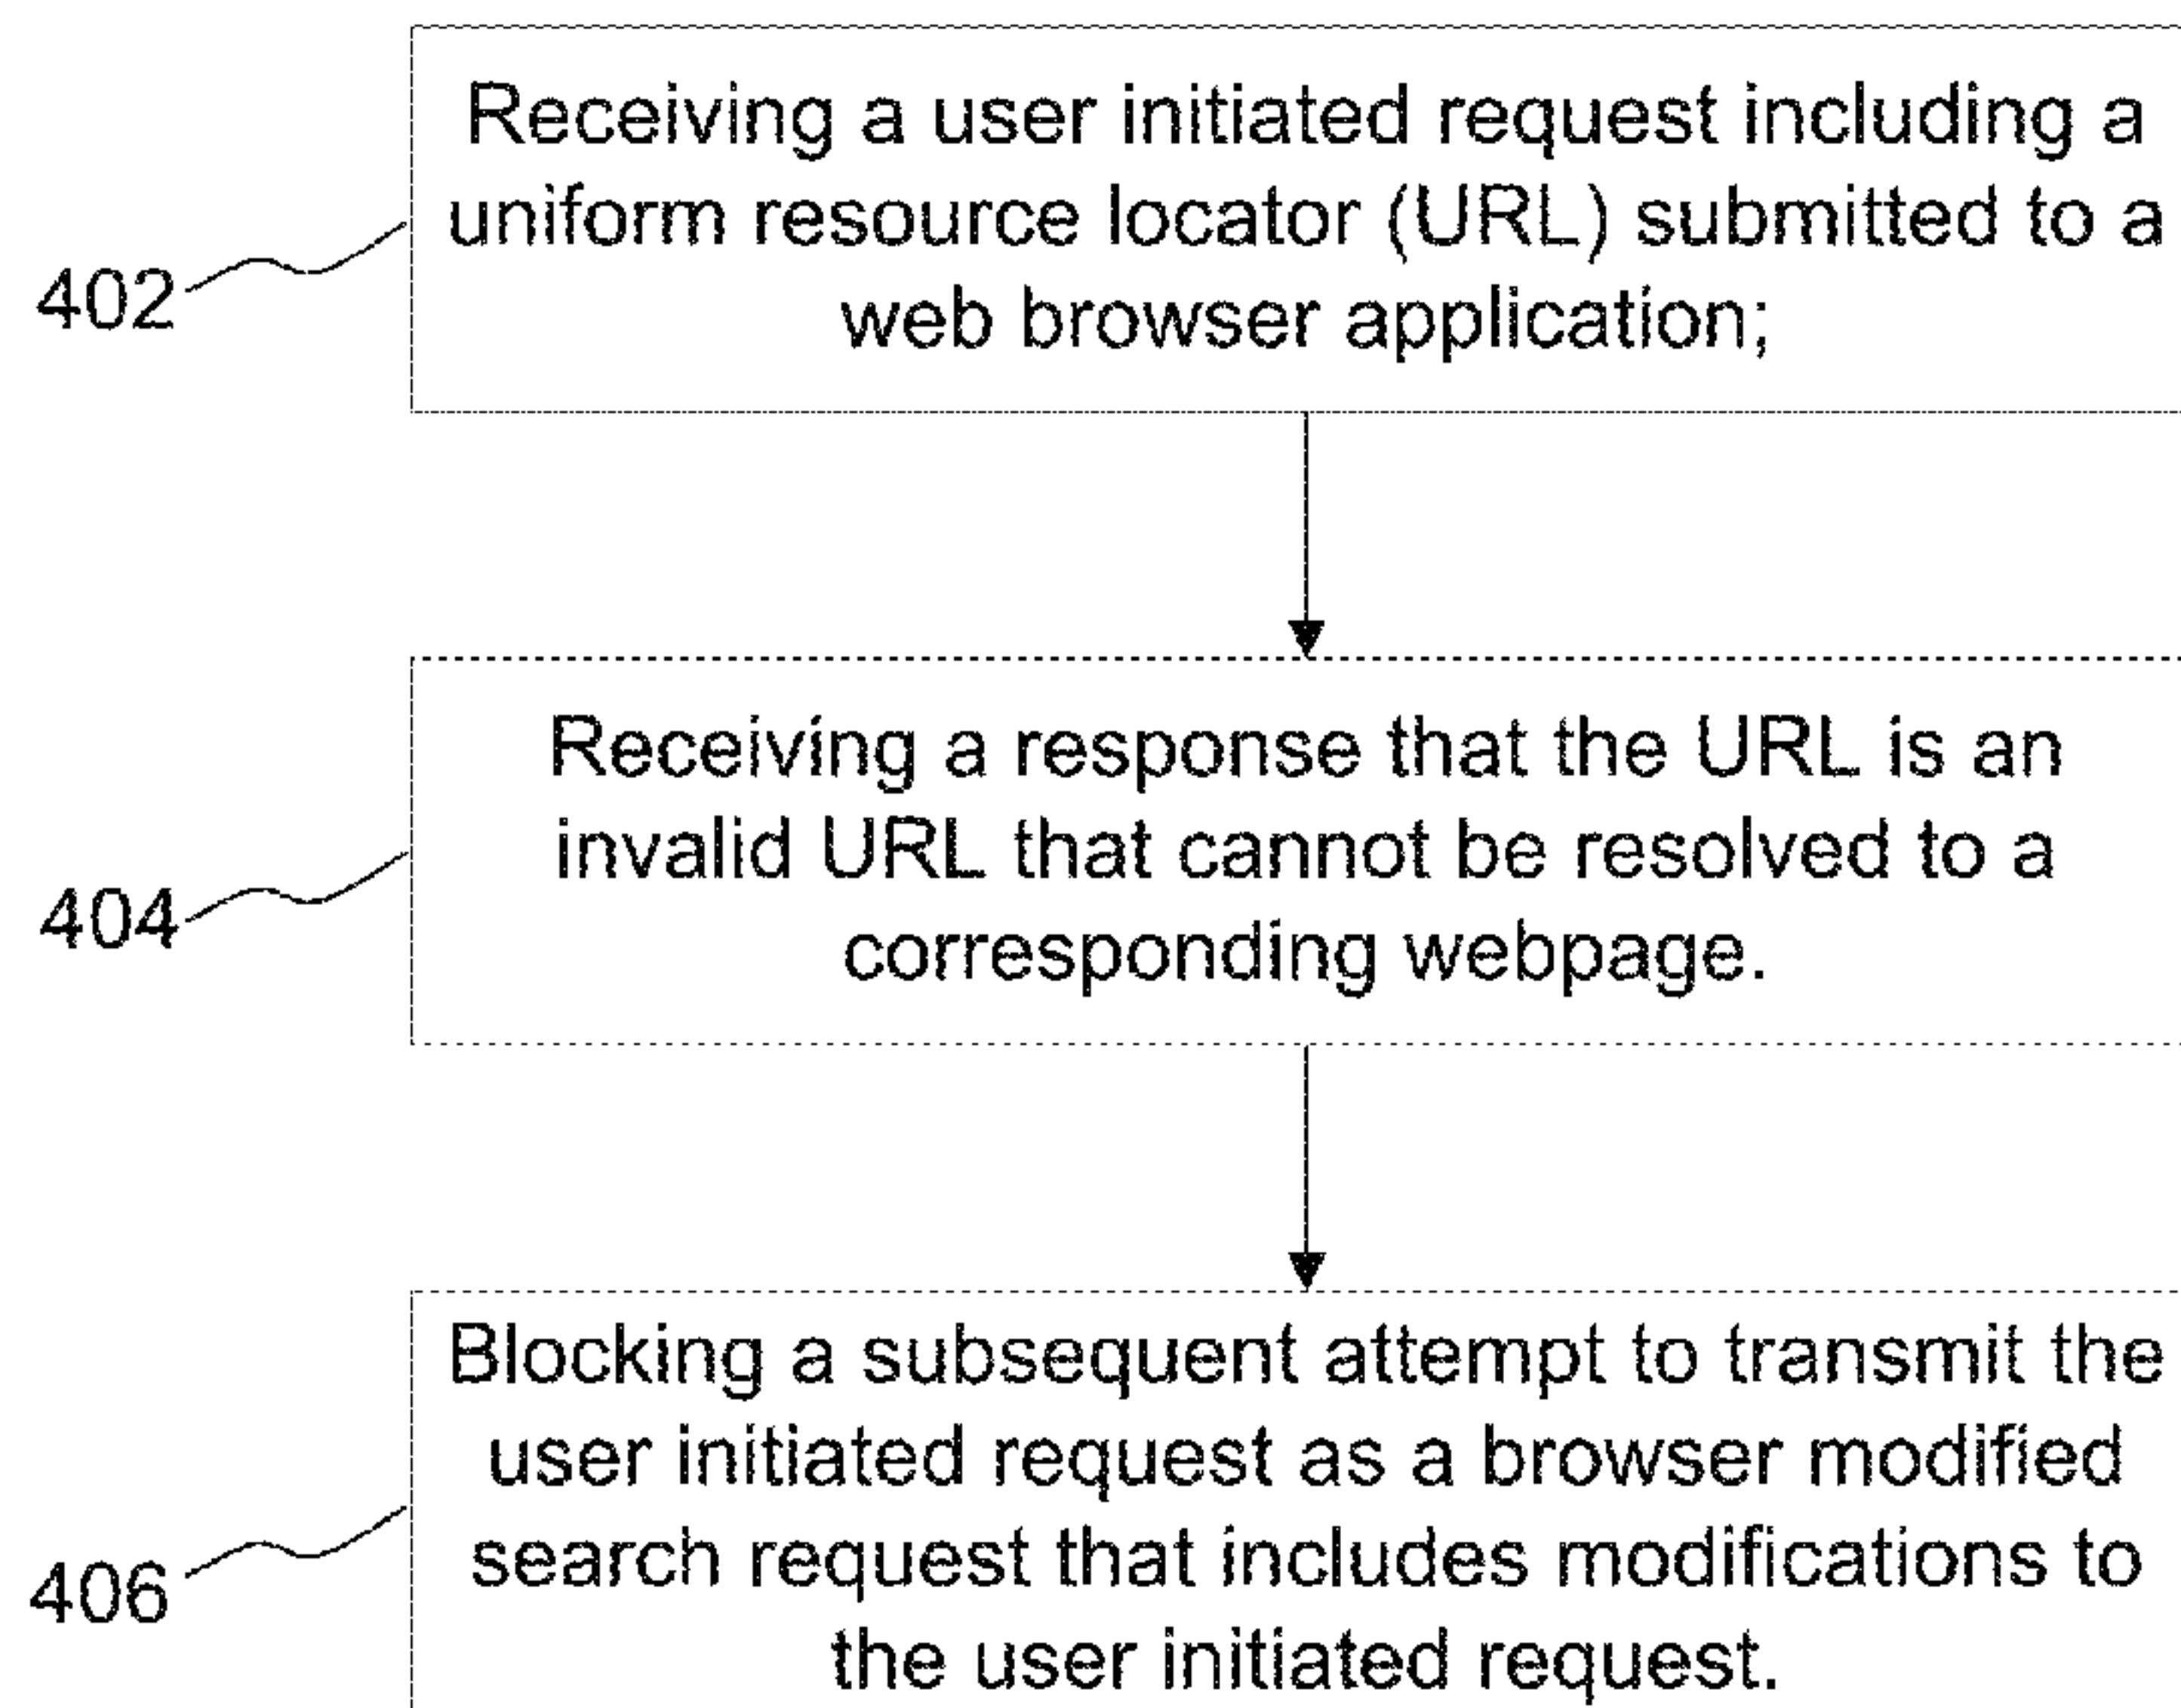 Receiving a user initiated request including a
uniform resource locator (URL) submitted to a
web browser application;
402
Receiving a response that the URL is an
invalid URL that cannot be resolved to a
corresponding webpage.
404
Blocking a subsequent attempt to transmit the
user initiated request as a browser modified
search request that includes modifications to
the user initiated request.
406